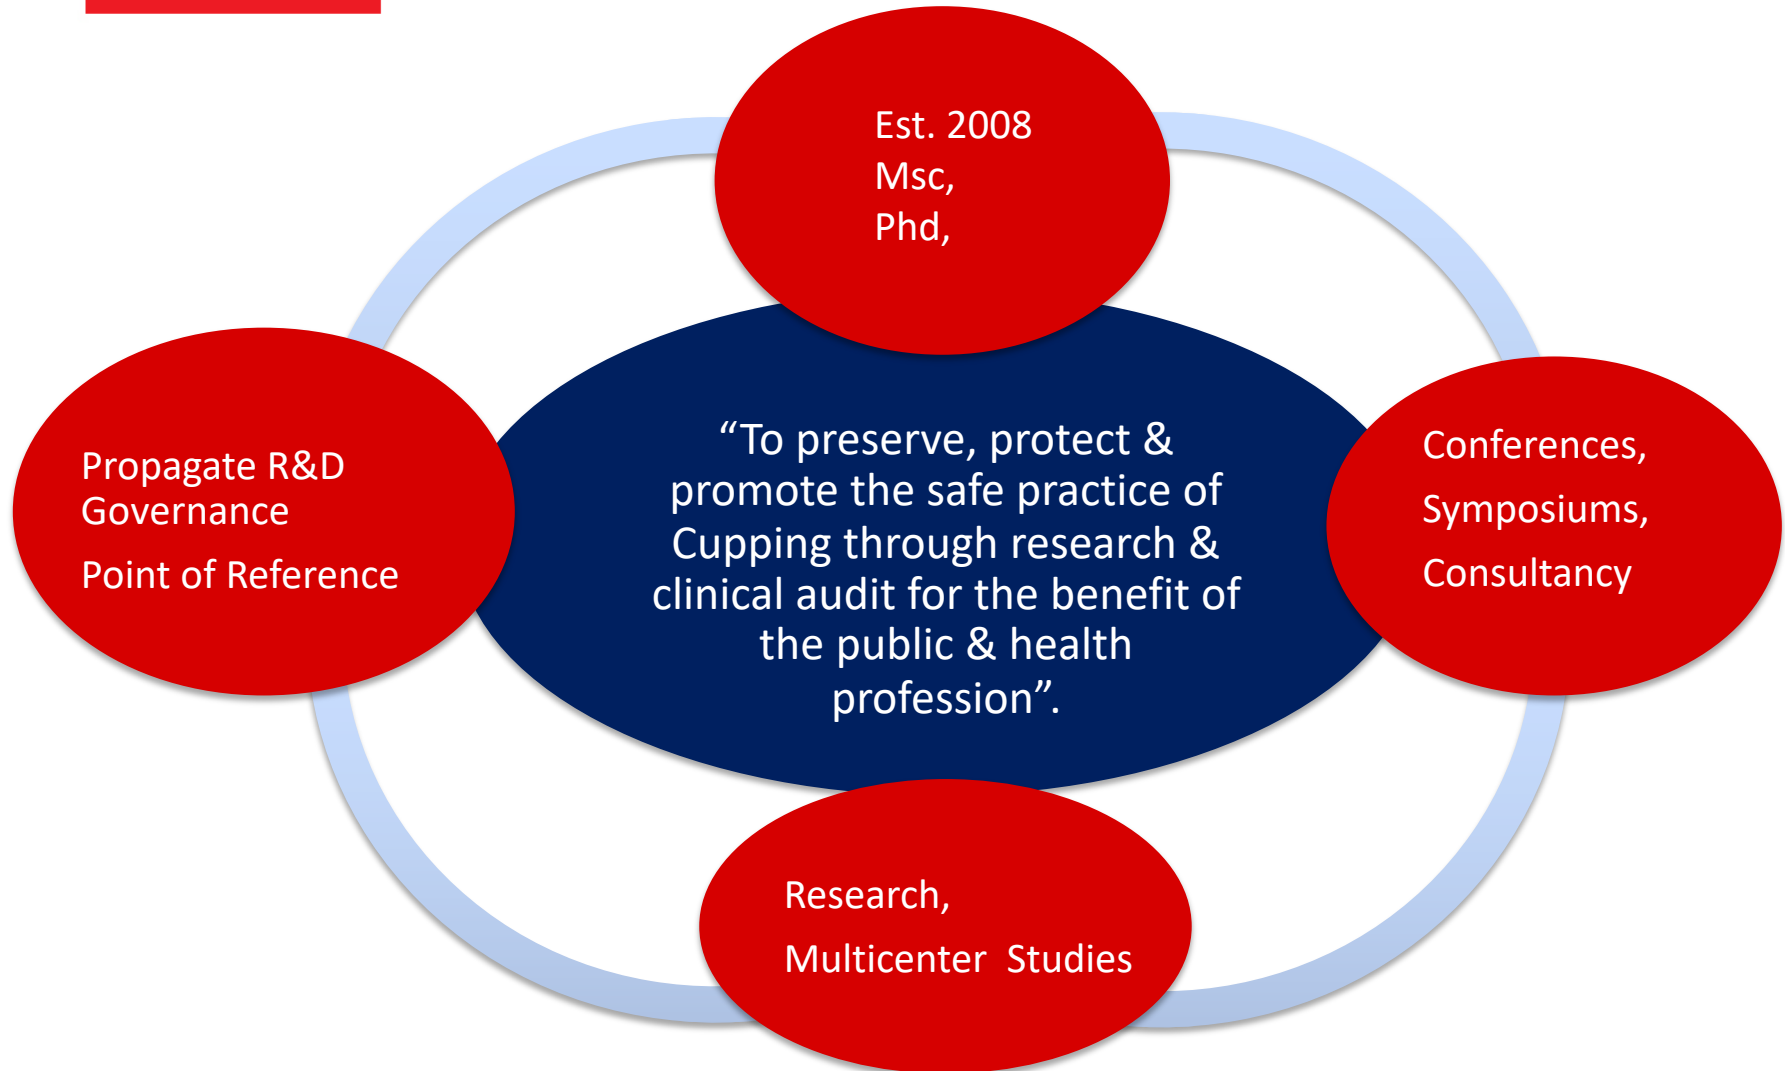 Est. 2008
Msc,
Phd,
Propagate R&D
Governance
Point of Reference
“To preserve, protect &
promote the safe practice of
Cupping through research &
clinical audit for the benefit of
the public & health
profession”.
Conferences,
Symposiums,
Consultancy
Research,
Multicenter  Studies